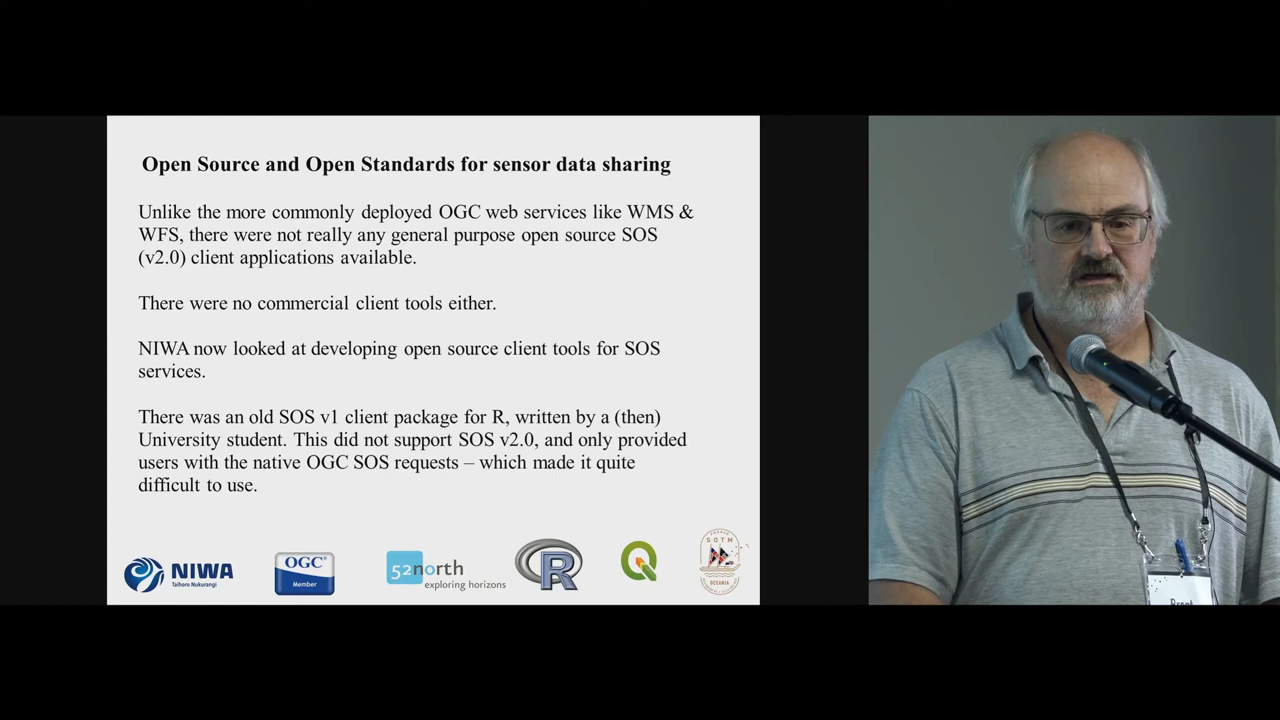 Open Source and Open Standards for sensor data sharing
Unlike the more commonly deployed OGC web services like WMS &
WFS, there were not really any general purpose open source SOS
(v2.0) client applications available.
There were no commercial client tools either.
NIWA now looked at developing open source client tools for SOS
services.
There was an old SOS v1 client package for R, written by a (then)
University student. This did not support SOS v2.0, and only provided
users with the native OGC SOS requests – which made it quite
difficult to use.
NIWA
Taihoro Nukurangi
OGC®
Member
52north
exploring horizons
R
SOTM
OCEANIA